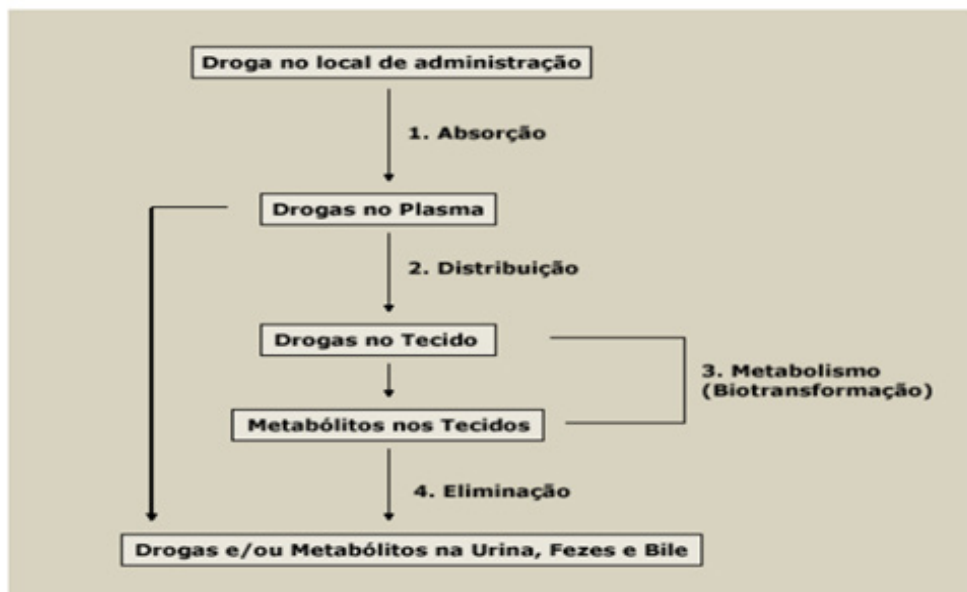 Droga no local de administração
1. Absorção
Drogas no Plasma
2. Distribuição
Drogas no Tecido
3. Metabolismo
(Biotransformação)
Metabólitos nos Tecidos
4. Eliminação
Drogas e/ou Metabólitos na Urina, Fezes e Bile